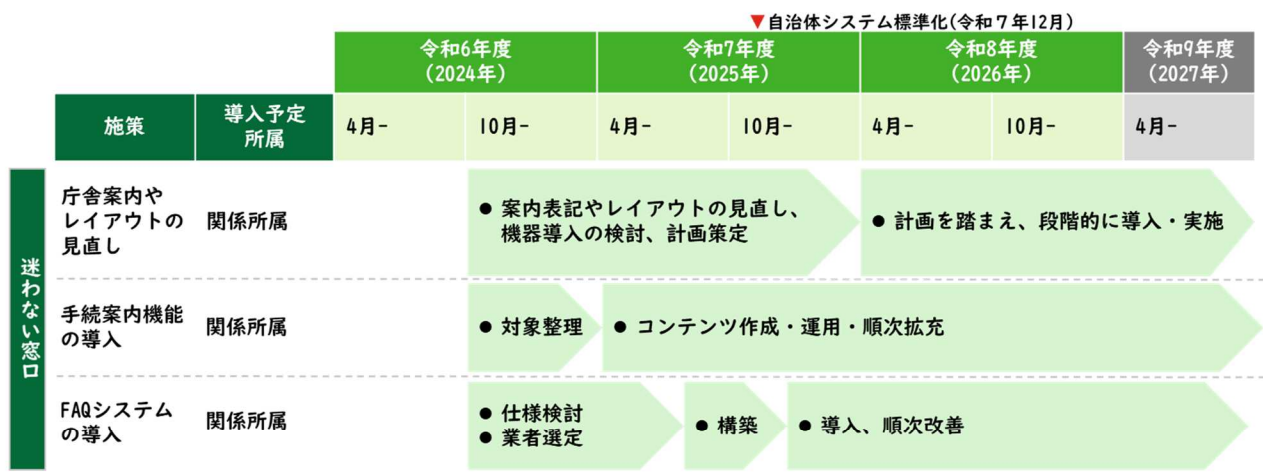 ▼自治体システム標準化(令和7年12月)
令和6年度
(2024年)
令和7年度
(2025年)
令和8年度
(2026年)
令和9年度
(2027年)
施策
導入予定
所属
4月-
10月-
4月-
10月-
4月-
10月-
4月-
迷わない窓口
庁舎案内や
レイアウトの
見直し
関係所属
● 案内表記やレイアウトの見直し、
機器導入の検討、計画策定
● 計画を踏まえ、段階的に導入・実施
手続案内機能
の導入
関係所属
● 対象整理
● コンテンツ作成・運用・順次拡充
FAQシステム
の導入
関係所属
● 仕様検討
● 業者選定
● 構築
● 導入、順次改善